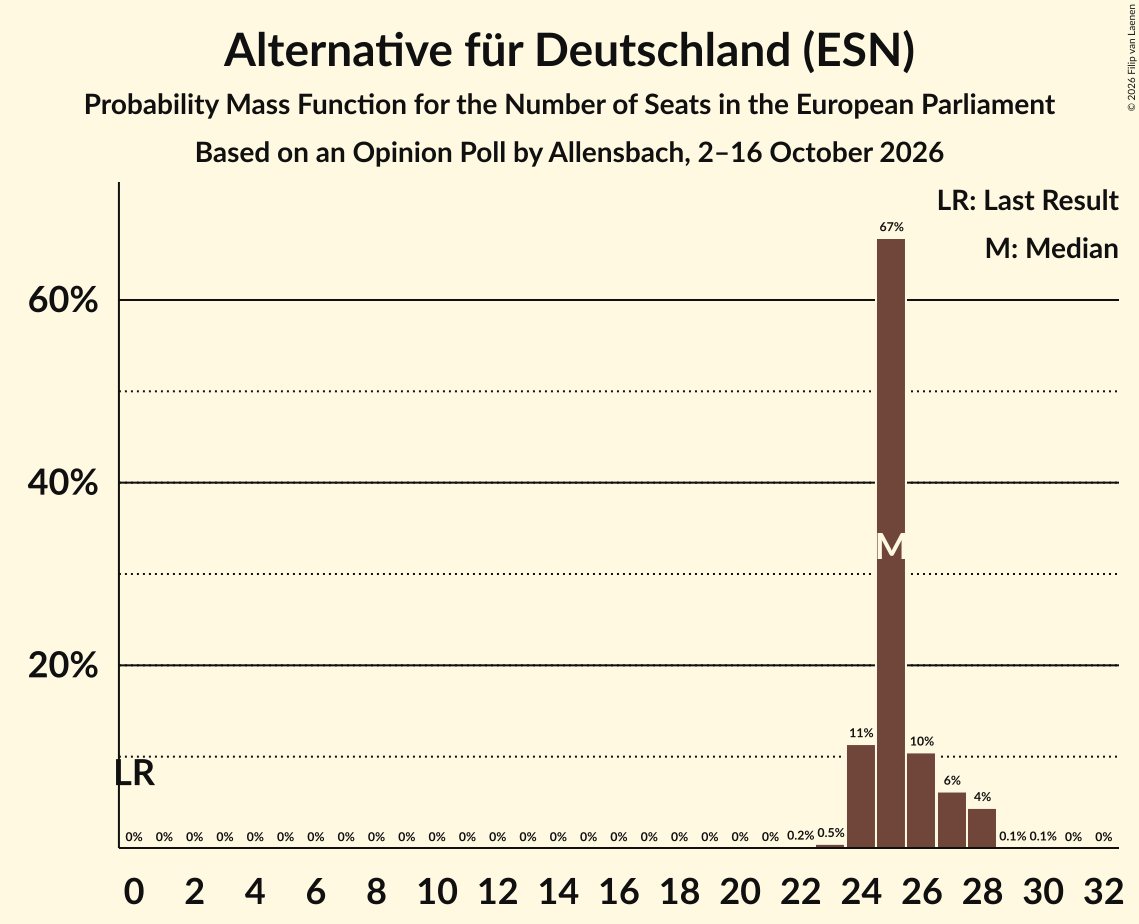 Alternative für Deutschland (ESN)
Probability Mass Function for the Number of Seats in the European Parliament
Based on an Opinion Poll by Allensbach, 2–16 October 2026
© 2026 Filip van Laenen
LR: Last Result
M: Median
67%
60%
40%
M
20%
11%
10%
LR
6%
4%
0% 0% 0% 0% 0% 0% 0% 0% 0% 0% 0% 0% 0% 0% 0% 0% 0% 0% 0% 0% 0% 0% 0.2% 0.5% 0.1% 0.1% 0% 0%
0 2 4 6 8 10 12 14 16 18 20 22 24 26 28 30 32